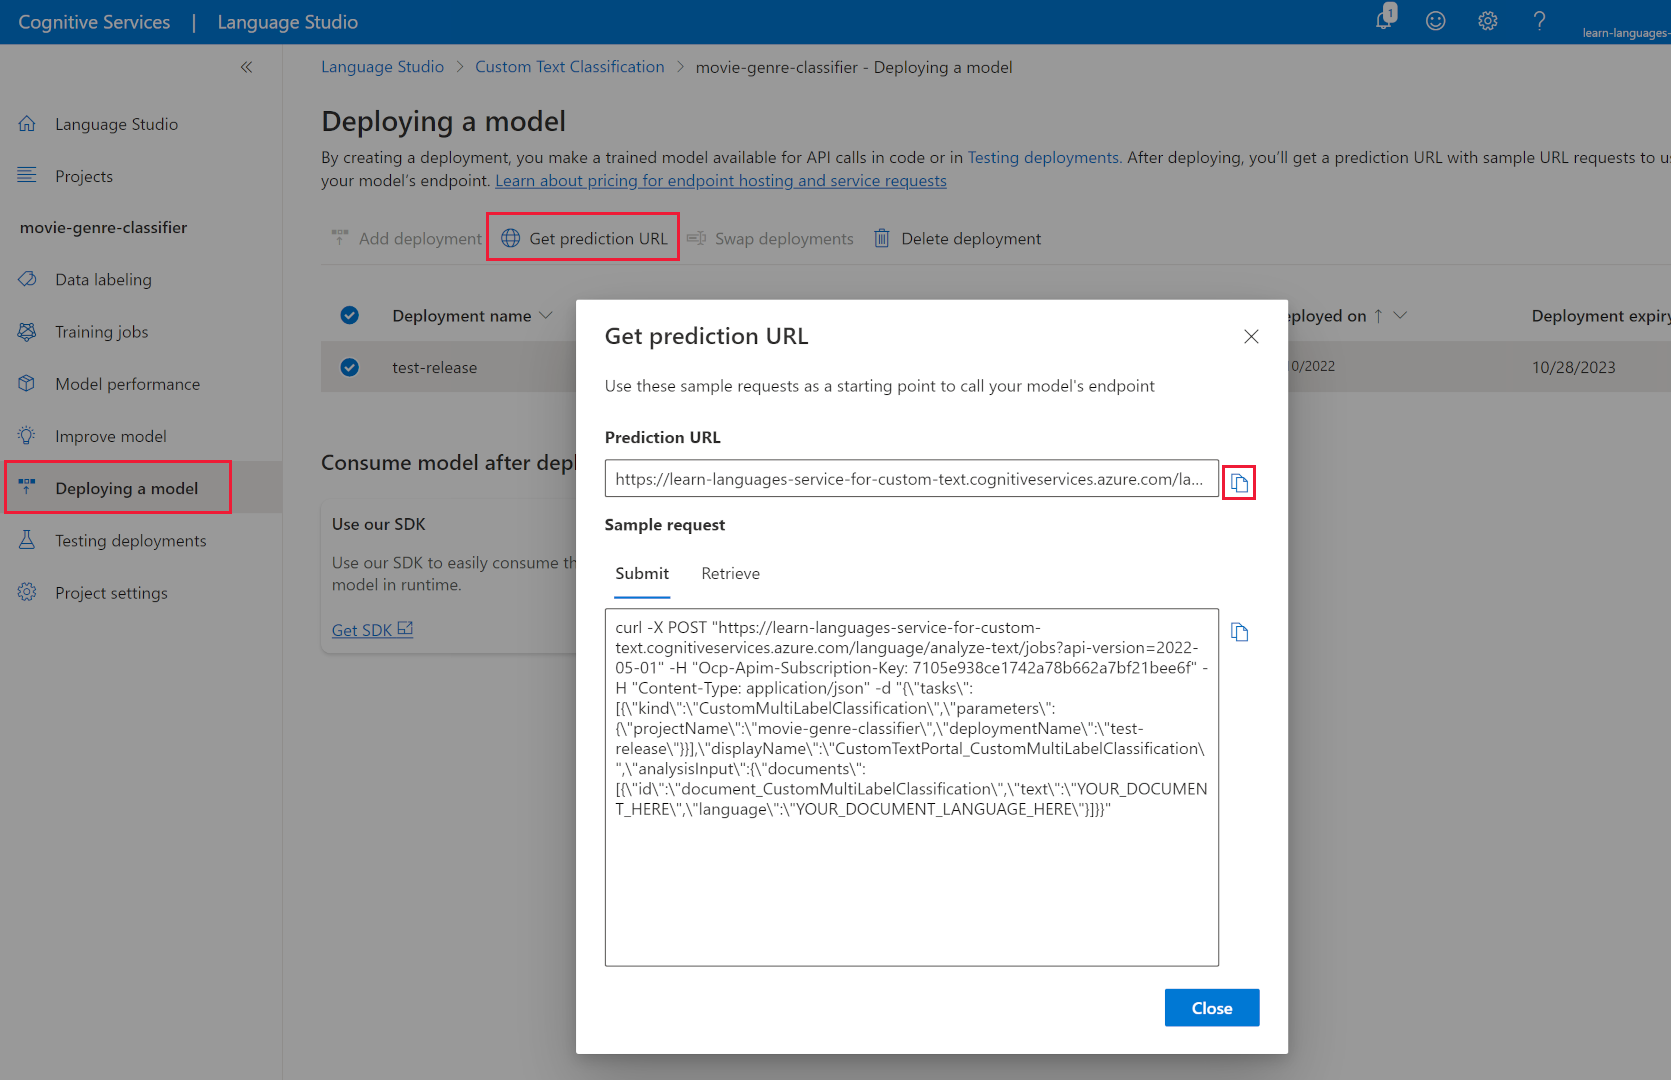 Cognitive Services | Language Studio
1
learn-languages-
Language Studio > Custom Text Classification > movie-genre-classifier - Deploying a model
Language Studio
Projects
movie-genre-classifier
Data labeling
Training jobs
Model performance
Improve model
Deploying a model
Testing deployments
Project settings
Deploying a model
By creating a deployment, you make a trained model available for API calls in code or in Testing deployments. After deploying, you'll get a prediction URL with sample URL requests to us
your model's endpoint. Learn about pricing for endpoint hosting and service requests
Add deployment Get prediction URL Swap deployments Delete deployment
Deployment name eployed on ↑ Deployment expiry
test-release 10/2022 10/28/2023
Consume model after depl
Use our SDK
Use our SDK to easily consume th
model in runtime.
Get SDK
Get prediction URL
Use these sample requests as a starting point to call your model's endpoint
Prediction URL
https://learn-languages-service-for-custom-text.cognitiveservices.azure.com/la...
Sample request
Submit Retrieve
curl -X POST "https://learn-languages-service-for-custom-
text.cognitiveservices.azure.com/language/analyze-text/jobs?api-version=2022-
05-01" -H "Ocp-Apim-Subscription-Key: 7105e938ce1742a78b662a7bf21bee6f" -
H "Content-Type: application/json" -d "{\"tasks\":
[{\"kind\":\"CustomMultiLabelClassification\",\"parameters\":
{\"projectName\":\"movie-genre-classifier\",\"deploymentName\":\"test-
release\"}}],\"displayName\":\"CustomTextPortal_CustomMultiLabelClassification\
",\"analysisInput\":{\"documents\":
[{\"id\":\"document_CustomMultiLabelClassification\",\"text\":\"YOUR_DOCUMEN
T_HERE\",\"language\":\"YOUR_DOCUMENT_LANGUAGE_HERE\"}]}}"
Close